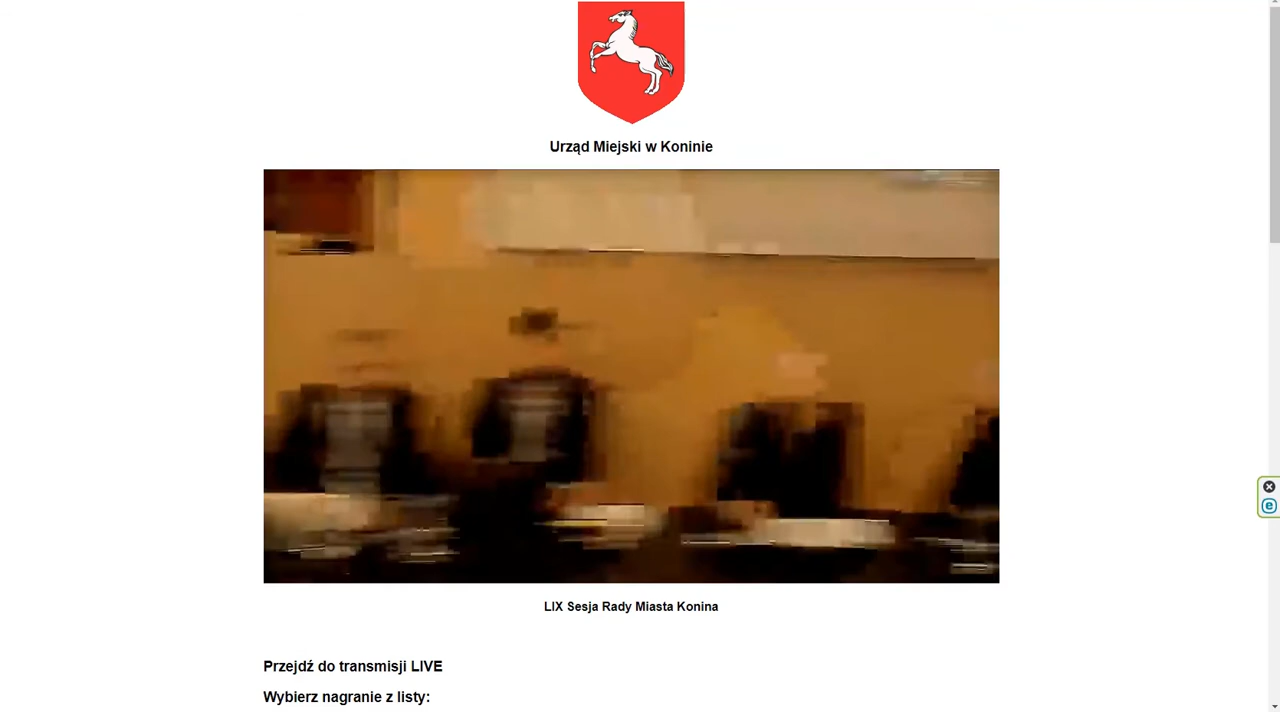 Urząd Miejski w Koninie
LIX Sesja Rady Miasta Konina
Przejdź do transmisji LIVE
Wybierz nagranie z listy: